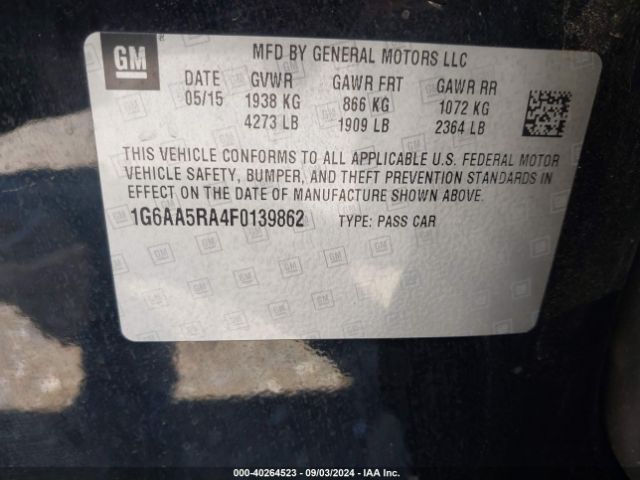 GM
MFD BY GENERAL MOTORS LLC
DATE GVWR GAWR FRT GAWR RR
05/15 1938 KG 866 KG 1072 KG
4273 LB 1909 LB 2364 LB
THIS VEHICLE CONFORMS TO ALL APPLICABLE U.S. FEDERAL MOTOR
VEHICLE SAFETY, BUMPER, AND THEFT PREVENTION STANDARDS IN
EFFECT ON THE DATE OF MANUFACTURE SHOWN ABOVE.
1G6AA5RA4F0139862 TYPE: PASS CAR
000-40264523 - 09/03/2024 - IAA Inc.